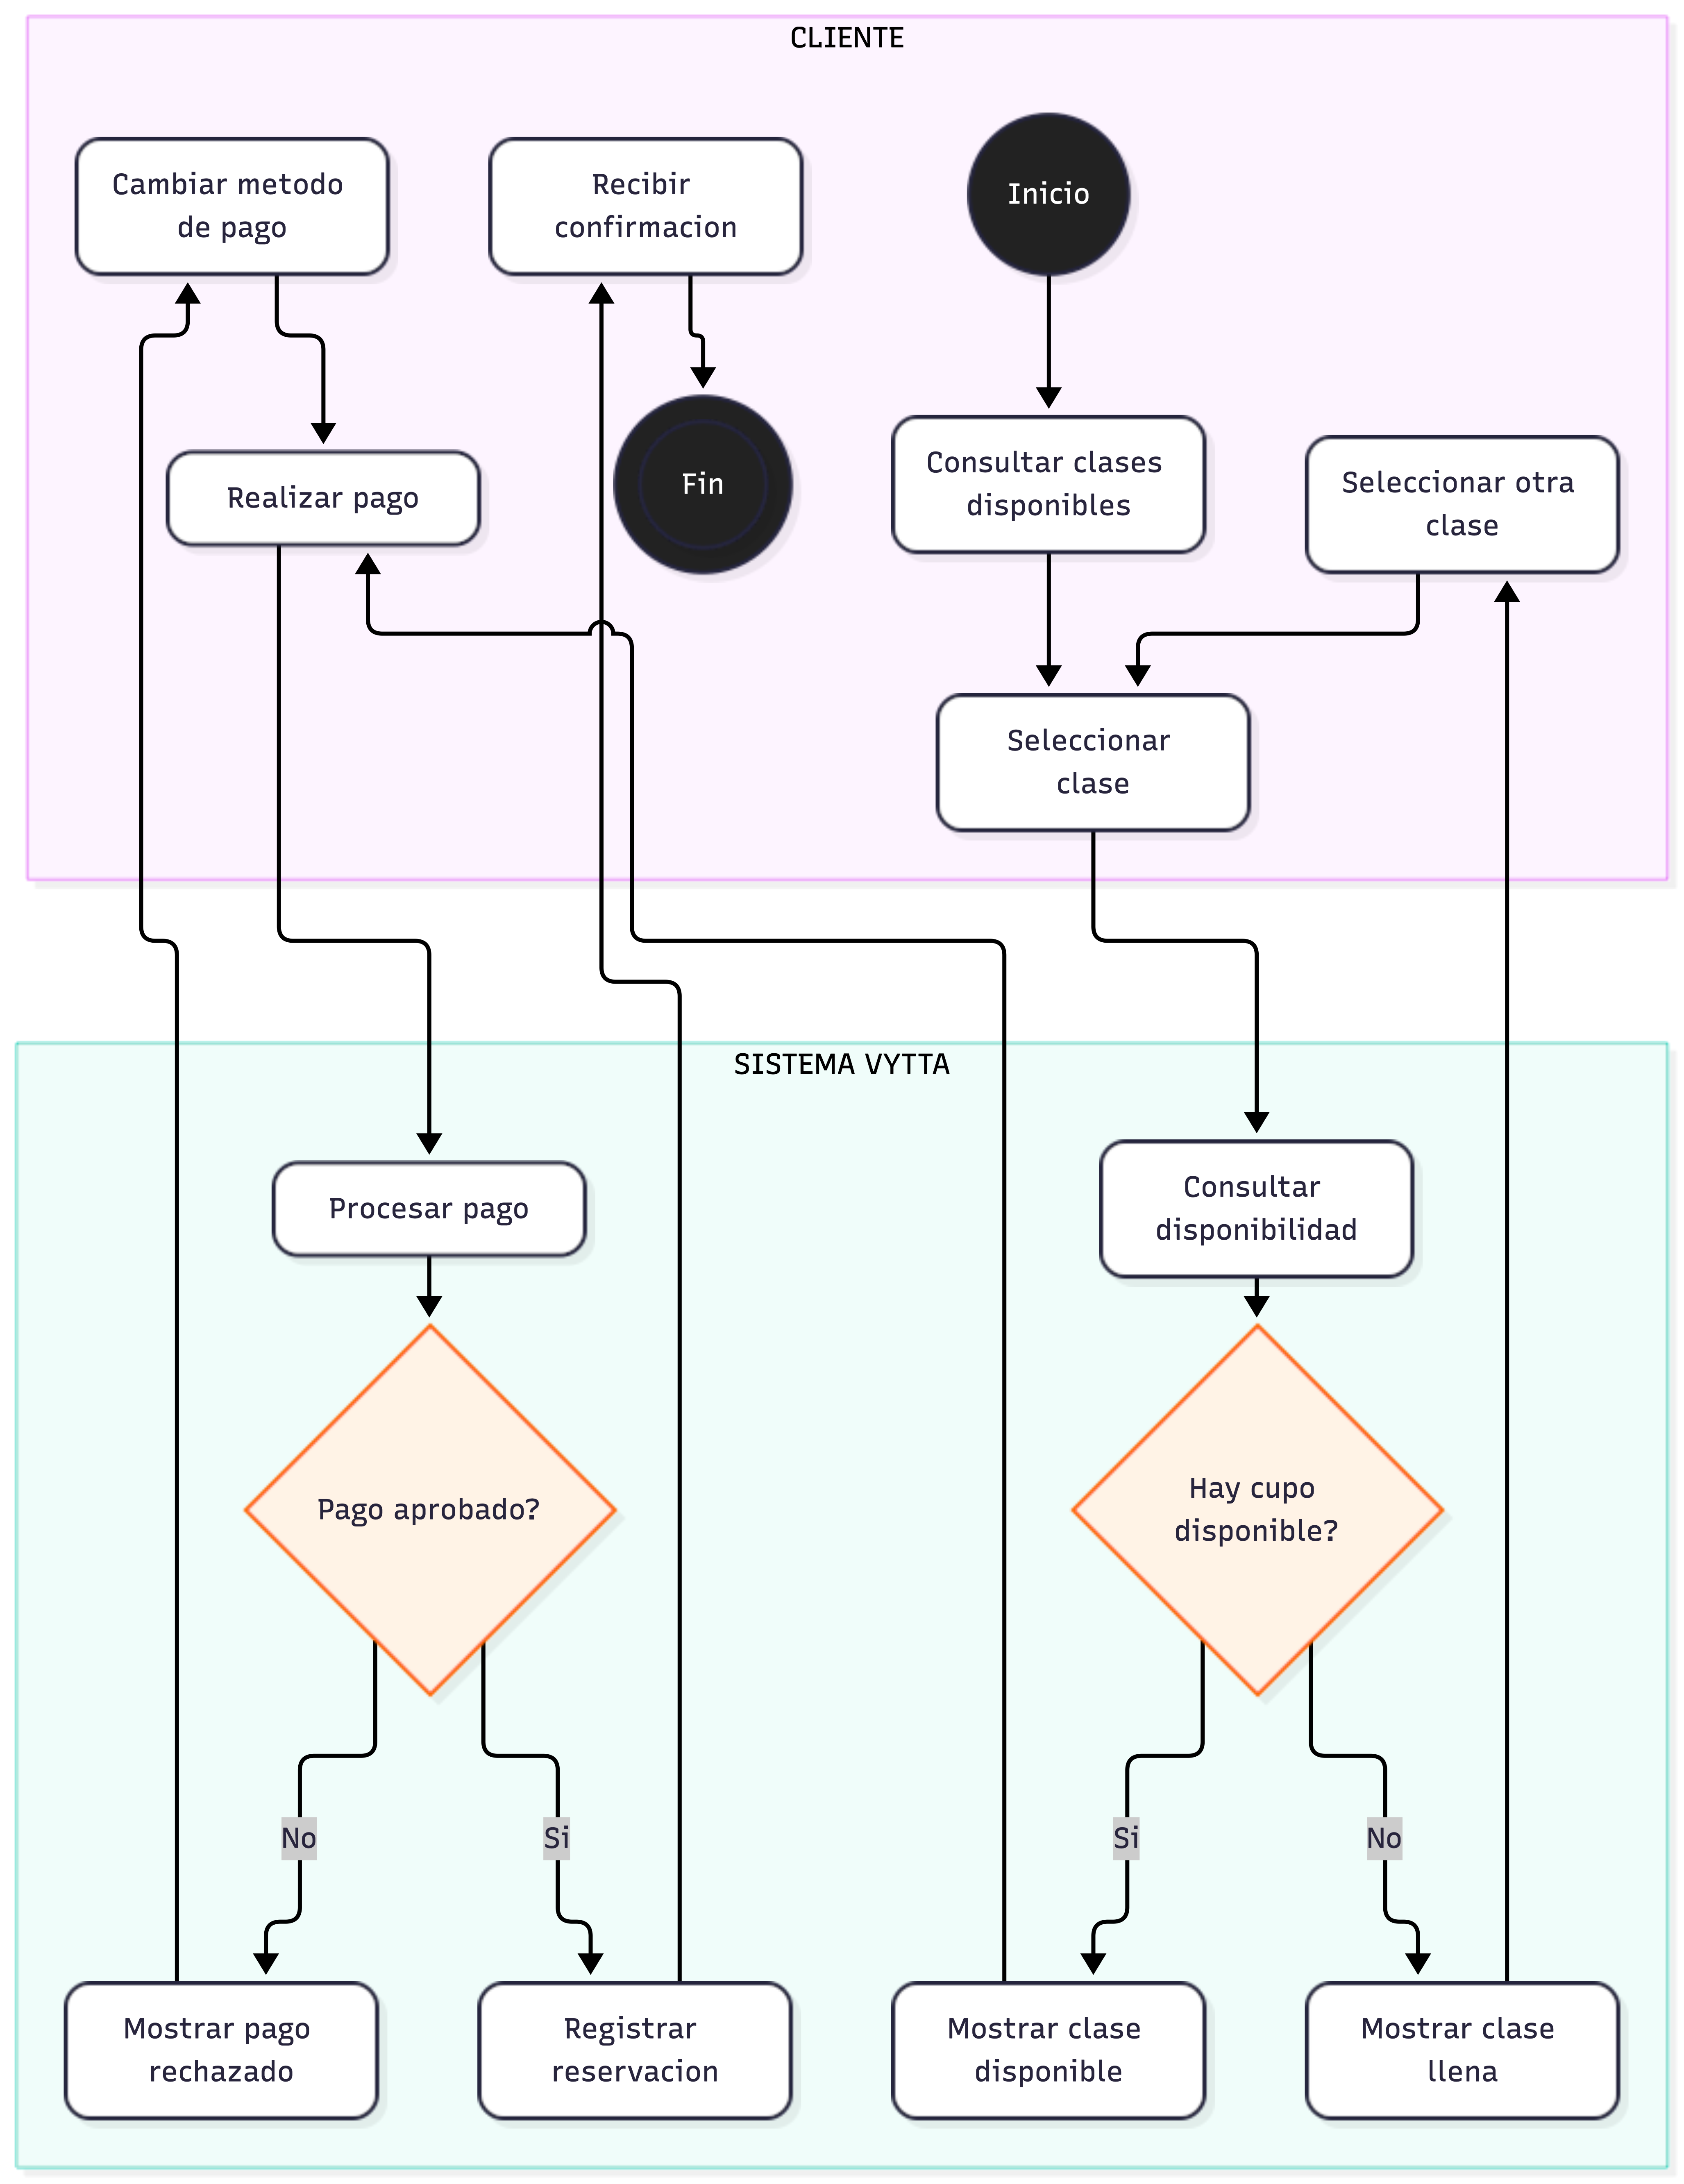 CLIENTE
Cambiar metodo
de pago
Recibir
confirmacion
Inicio
Realizar pago
Fin
Consultar clases
disponibles
Seleccionar otra
clase
Seleccionar
clase
SISTEMA VYTTA
Procesar pago
Consultar
disponibilidad
Pago aprobado?
Hay cupo
disponible?
No
Si
Si
No
Mostrar pago
rechazado
Registrar
reservacion
Mostrar clase
disponible
Mostrar clase
llena